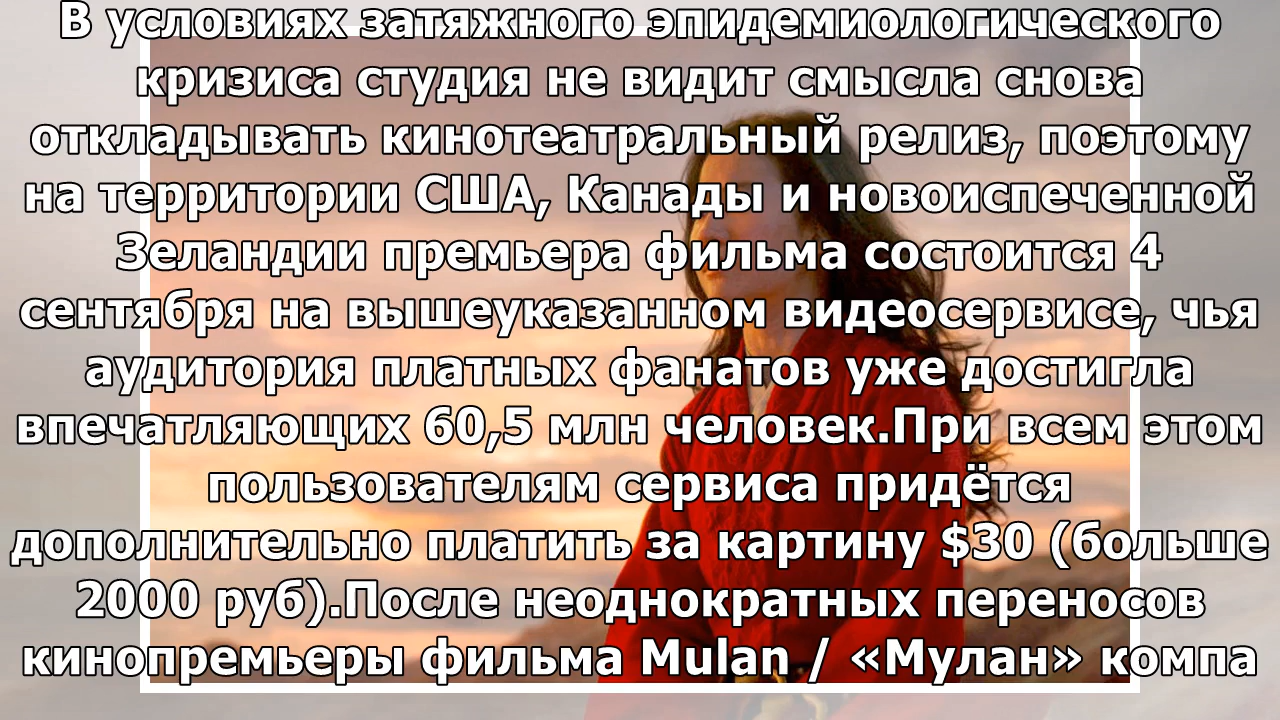 В условиях затяжного эпидемиологического
кризиса студия не видит смысла снова
откладывать кинотеатральный релиз, поэтому
на территории США, Канады и новоиспеченной
Зеландии премьера фильма состоится 4
сентября на вышеуказанном видеосервисе, чья
аудитория платных фанатов уже достигла
впечатляющих 60,5 млн человек.При всем этом
пользователям сервиса придётся
дополнительно платить за картину $30 (больше
2000 руб).После неоднократных переносов
кинопремьеры фильма Mulan / «Мулан» компа